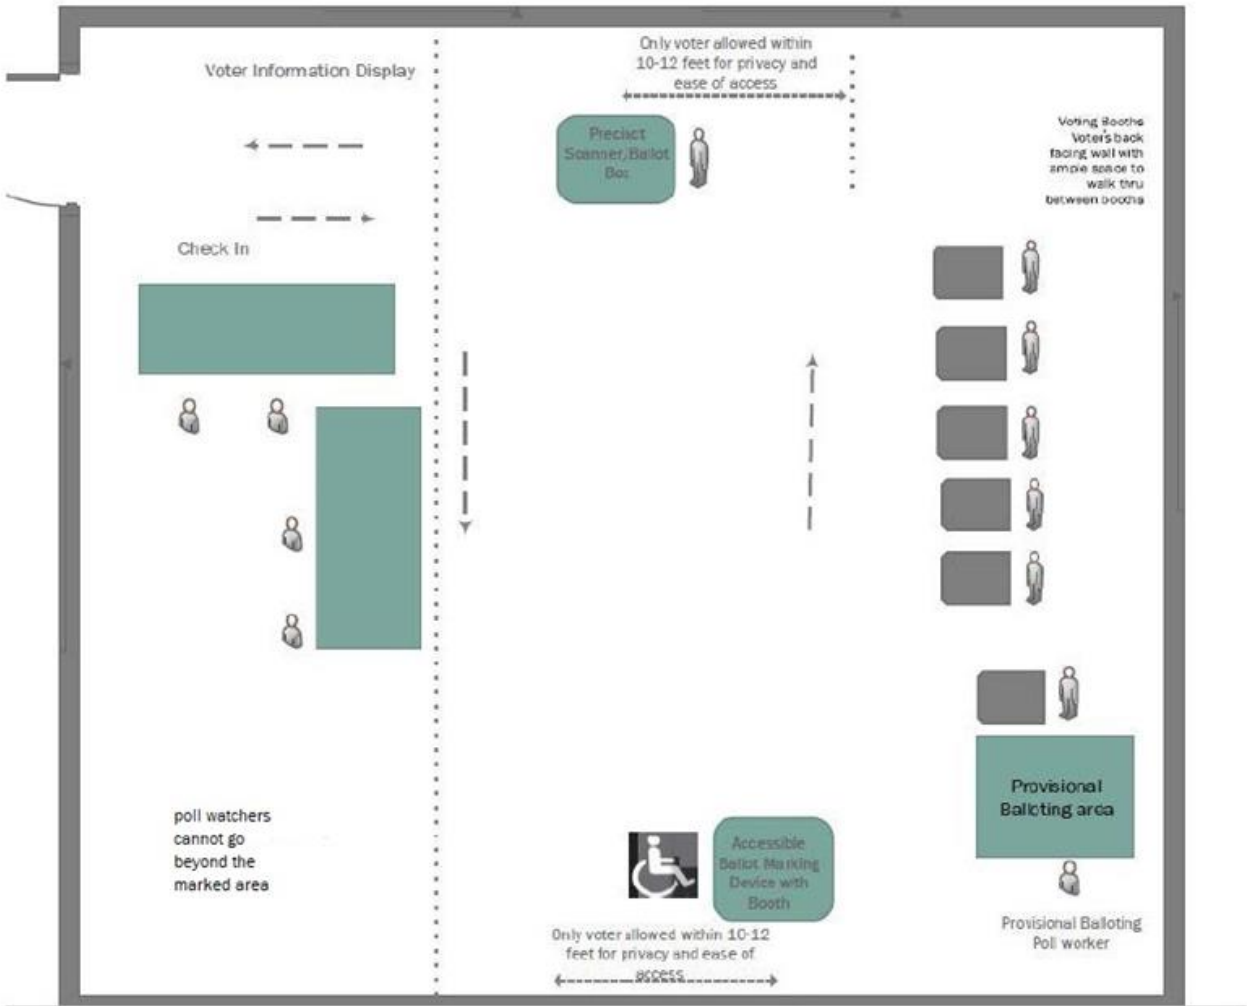 Voter Information Display
Only voter allowed within
10-12 feet for privacy and
ease of access
Precinct
Scanner/Ballot
Box
Voting Booths
Voter's back
facing wall with
ample space to
walk thru
between booths
Check In
poll watchers
cannot go
beyond the
marked area
Accessible
Ballot Marking
Device with
Booth
Only voter allowed within 10-12
feet for privacy and ease of
access
Provisional
Balloting area
Provisional Balloting
Poll worker